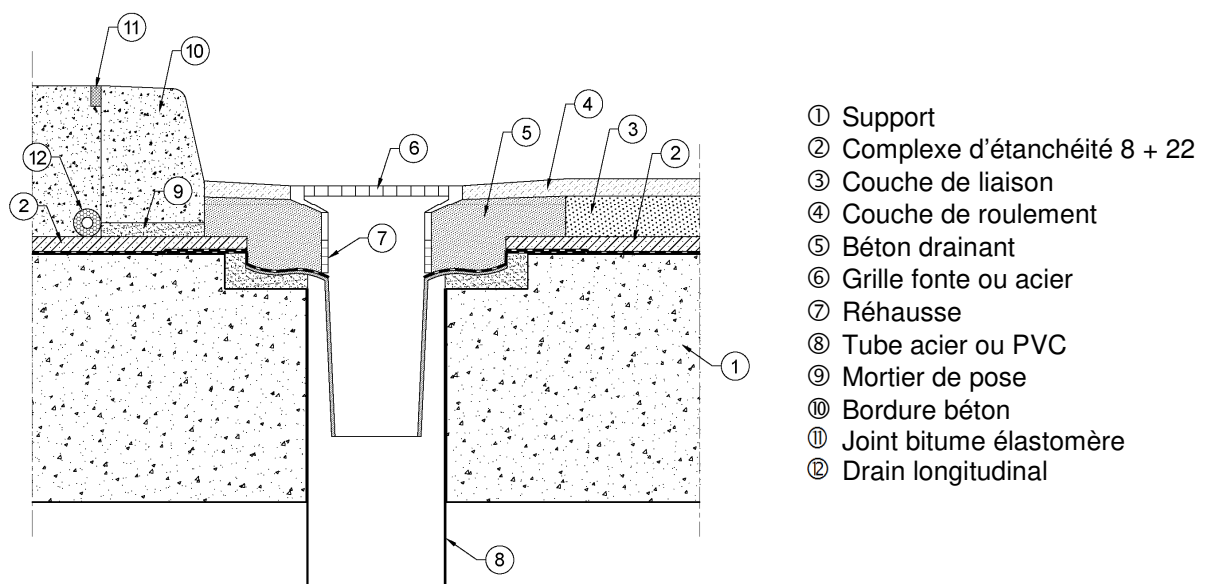 ⑪
⑩
④
⑤
③
⑥
②
⑫
⑨
②
⑦
①
⑧
① Support
② Complexe d'étanchéité 8 + 22
③ Couche de liaison
④ Couche de roulement
⑤ Béton drainant
⑥ Grille fonte ou acier
⑦ Réhausse
⑧ Tube acier ou PVC
⑨ Mortier de pose
⑩ Bordure béton
⑪ Joint bitume élastomère
⑫ Drain longitudinal